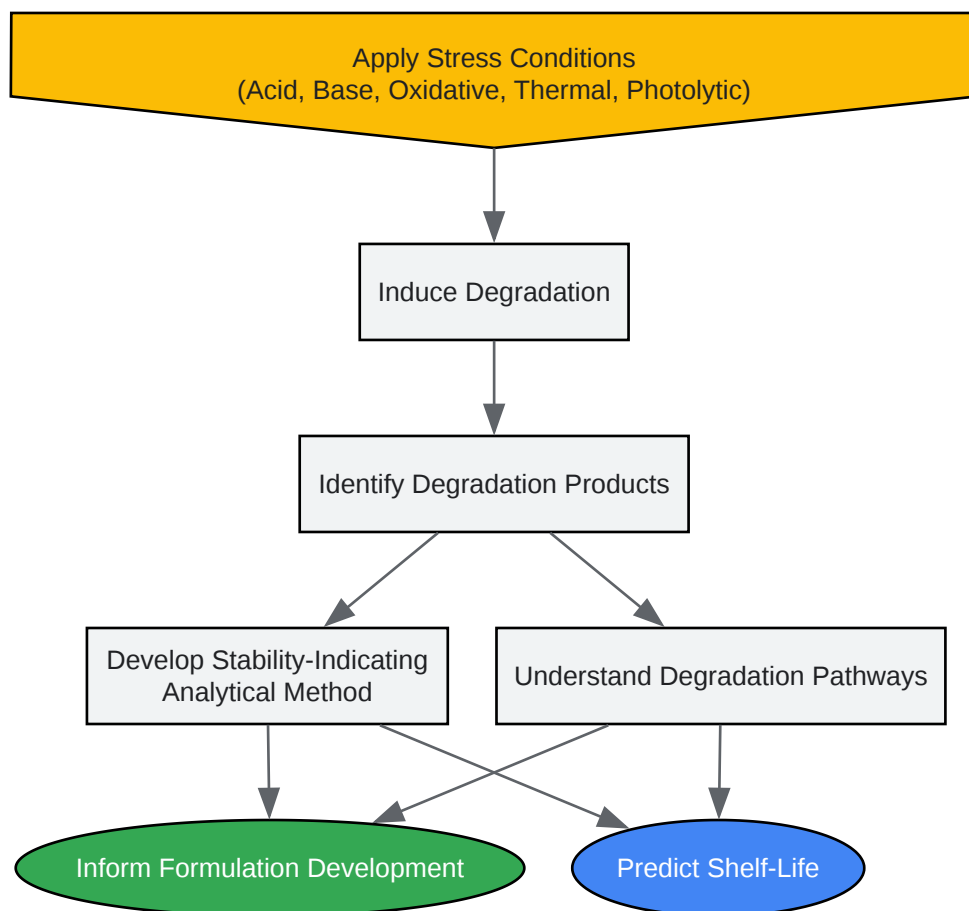 Apply Stress Conditions
(Acid, Base, Oxidative, Thermal, Photolytic)
Induce Degradation
Identify Degradation Products
Develop Stability-Indicating
Analytical Method
Understand Degradation Pathways
Inform Formulation Development
Predict Shelf-Life